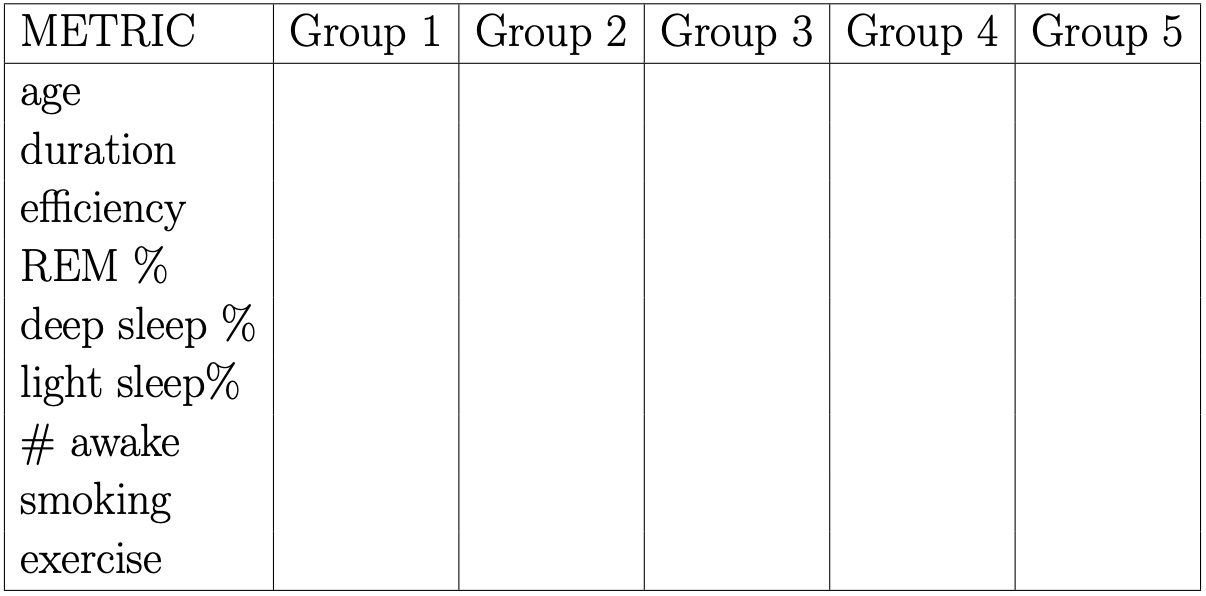 METRIC Group 1 Group 2 Group 3 Group 4 Group 5
age
duration
efficiency
REM %
deep sleep %
light sleep%
# awake
smoking
exercise